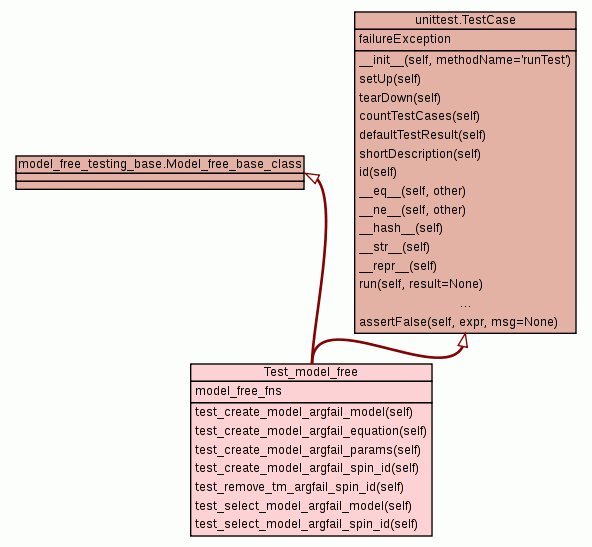 unittest.TestCase
failureException
__init__(self, methodName='runTest')
setUp(self)
tearDown(self)
countTestCases(self)
defaultTestResult(self)
shortDescription(self)
id(self)
__eq__(self, other)
__ne__(self, other)
__hash__(self)
__str__(self)
__repr__(self)
run(self, result=None)
...
assertFalse(self, expr, msg=None)
model_free_testing_base.Model_free_base_class
Test_model_free
model_free_fns
test_create_model_argfail_model(self)
test_create_model_argfail_equation(self)
test_create_model_argfail_params(self)
test_create_model_argfail_spin_id(self)
test_remove_tm_argfail_spin_id(self)
test_select_model_argfail_model(self)
test_select_model_argfail_spin_id(self)